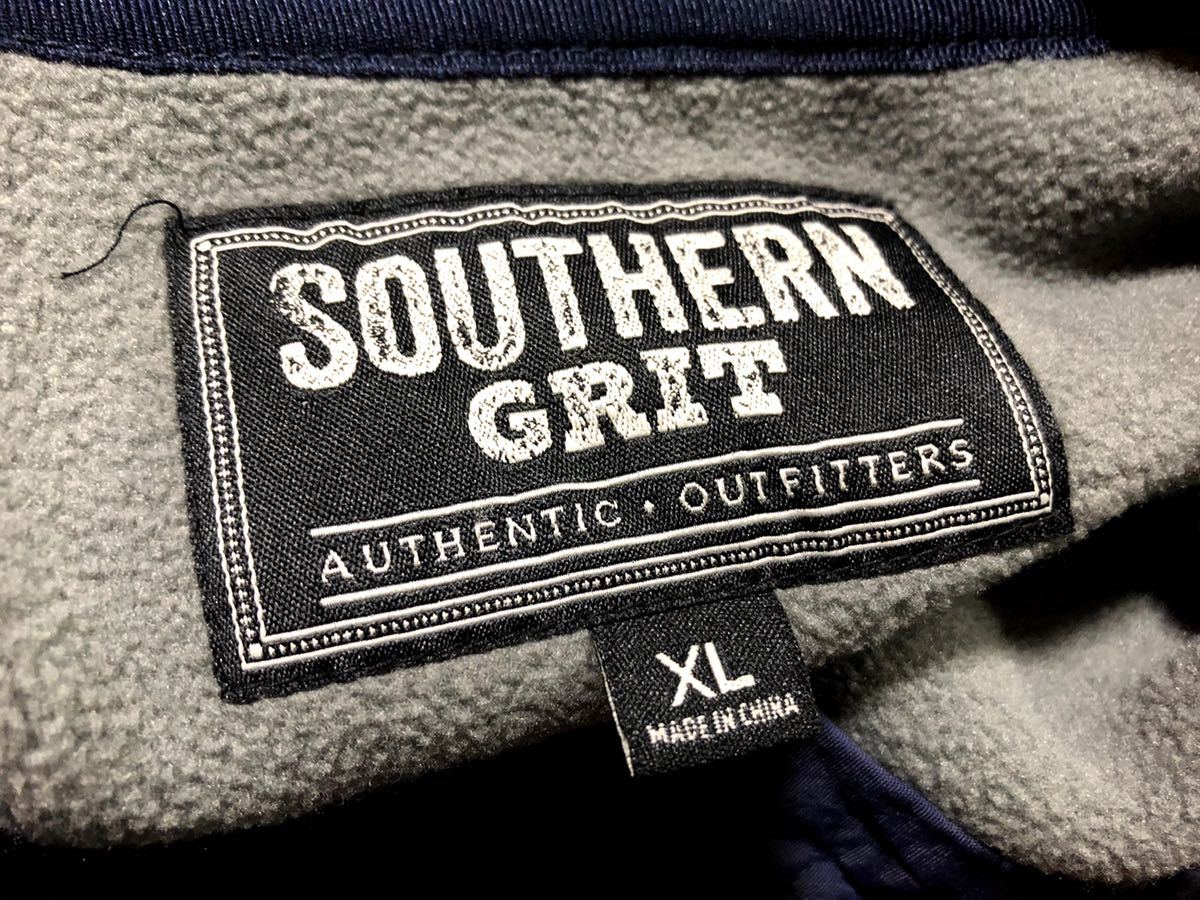 SOUTHERN
GRIT
AUTHENTIC · OUTFITTERS
XL
MADE IN CHINA